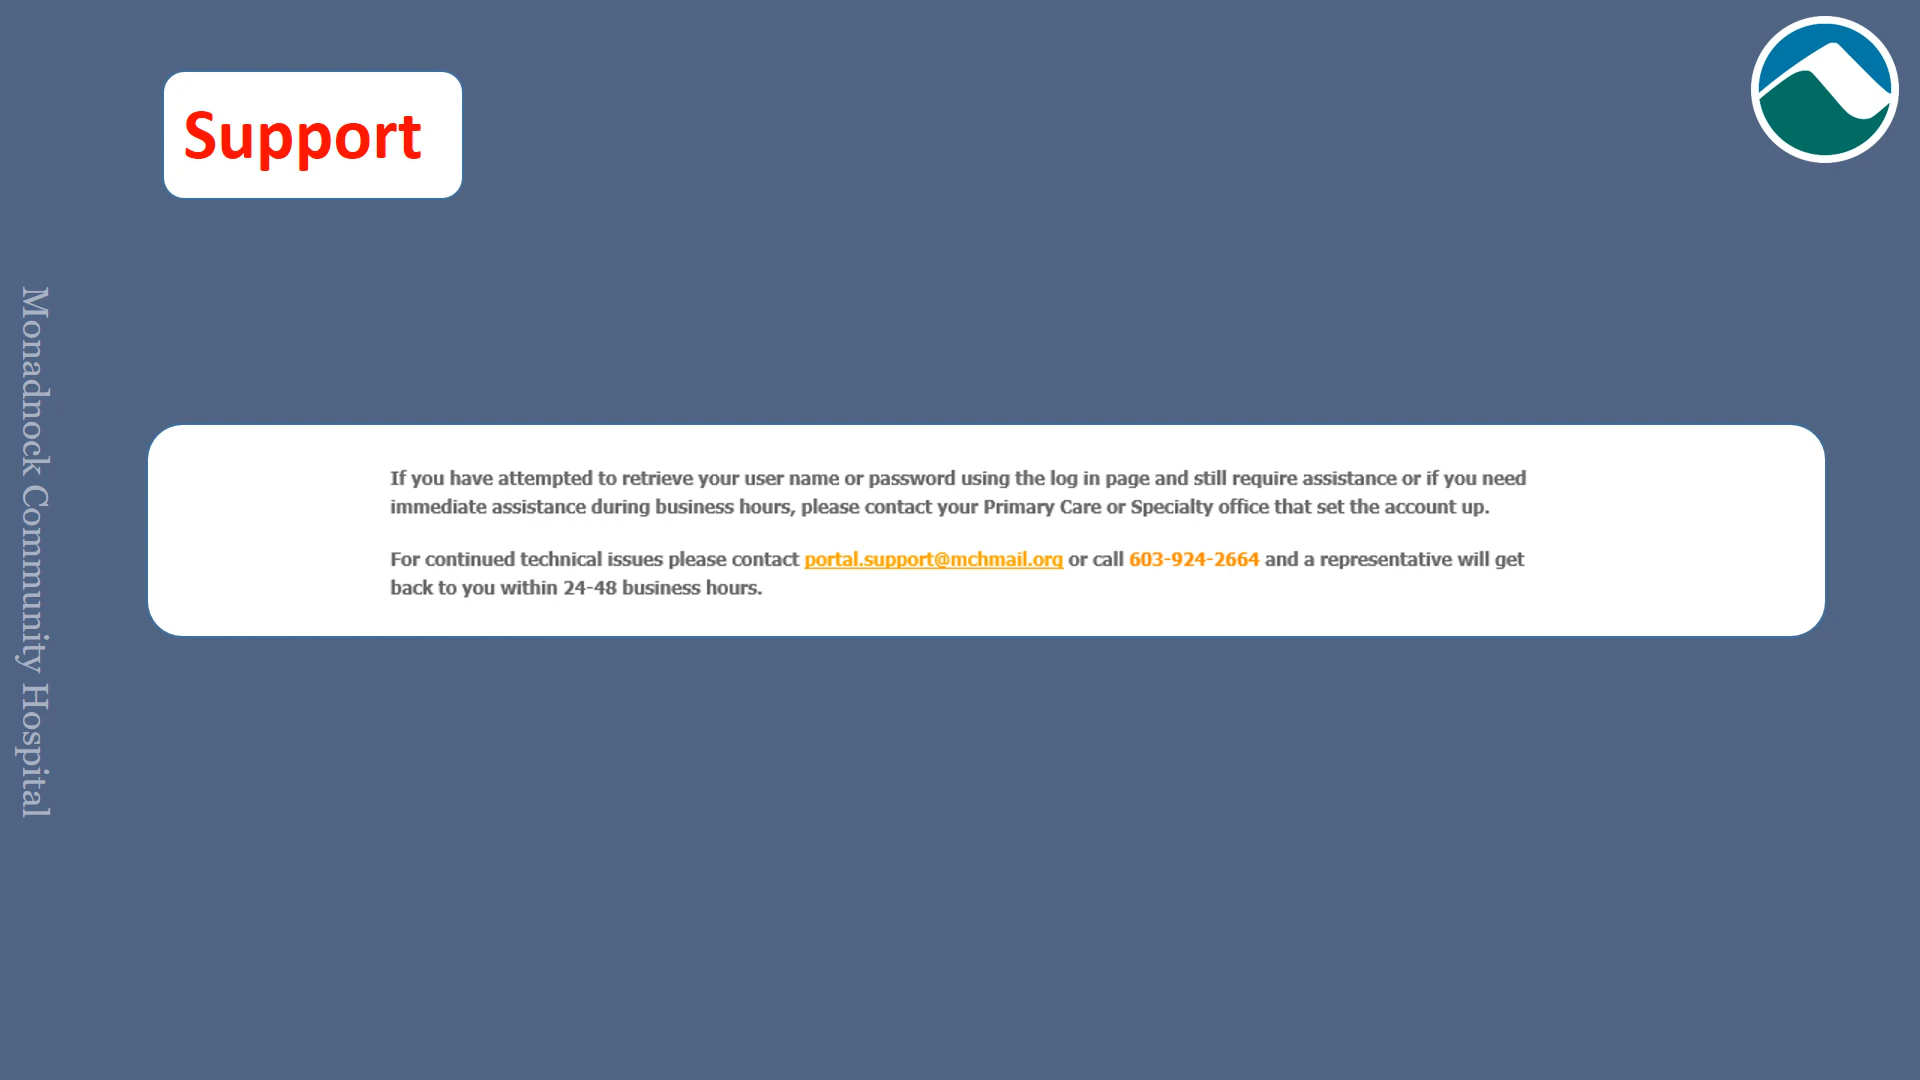 Support
Monadnock Community Hospital
If you have attempted to retrieve your user name or password using the log in page and still require assistance or if you need
immediate assistance during business hours, please contact your Primary Care or Specialty office that set the account up.
For continued technical issues please contact portal.support@mchmail.org or call 603-924-2664 and a representative will get
back to you within 24-48 business hours.